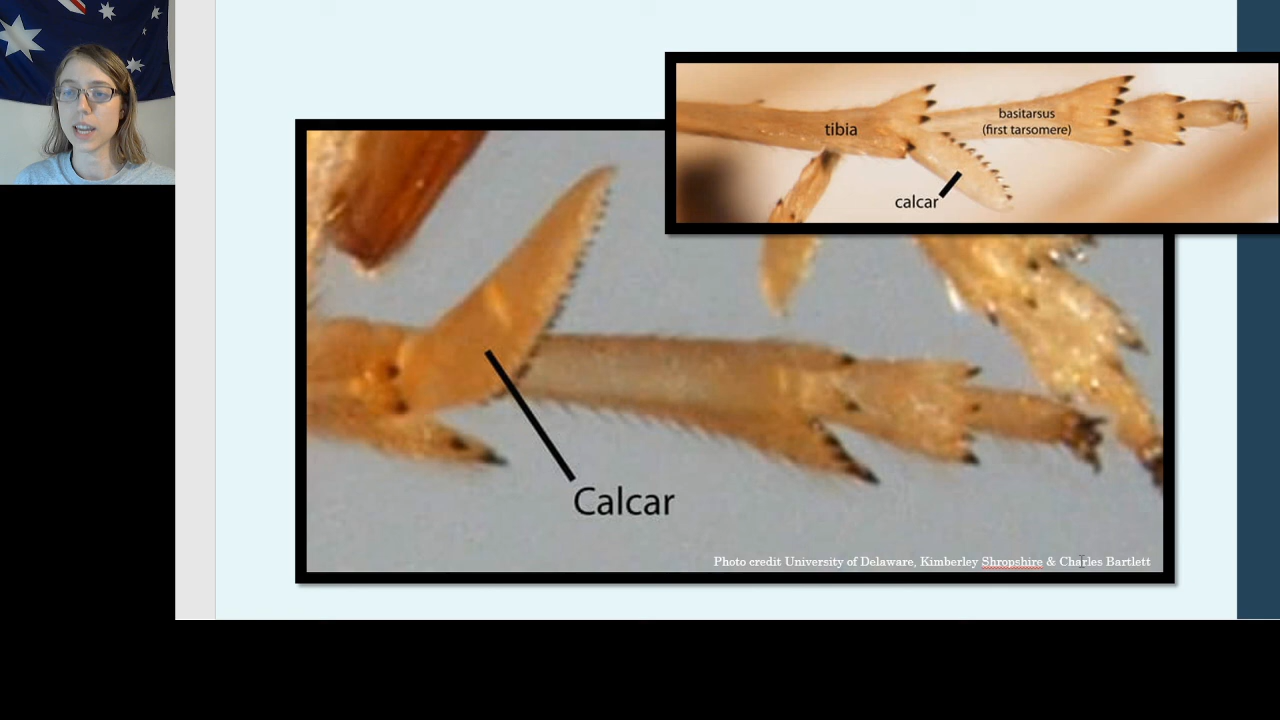 tibia
basitarsus
(first tarsomere)
calcar
Calcar
Photo credit University of Delaware, Kimberley Shropshire & Charles Bartlett